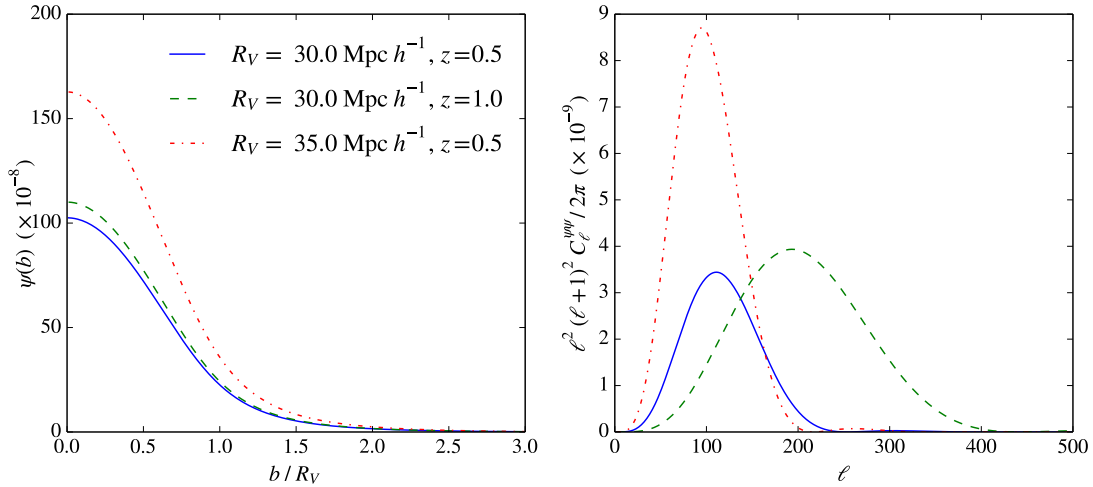 200
150
100
50
0
0.0 0.5 1.0 1.5 2.0 2.5 3.0
b / R_V
ψ(b) (×10⁻⁸)
R_V = 30.0 Mpc h⁻¹, z=0.5
R_V = 30.0 Mpc h⁻¹, z=1.0
R_V = 35.0 Mpc h⁻¹, z=0.5
9
8
7
6
5
4
3
2
1
0
0 100 200 300 400 500
ℓ
ℓ² (ℓ+1)² C_ℓ^{ψψ} / 2π (×10⁻⁹)